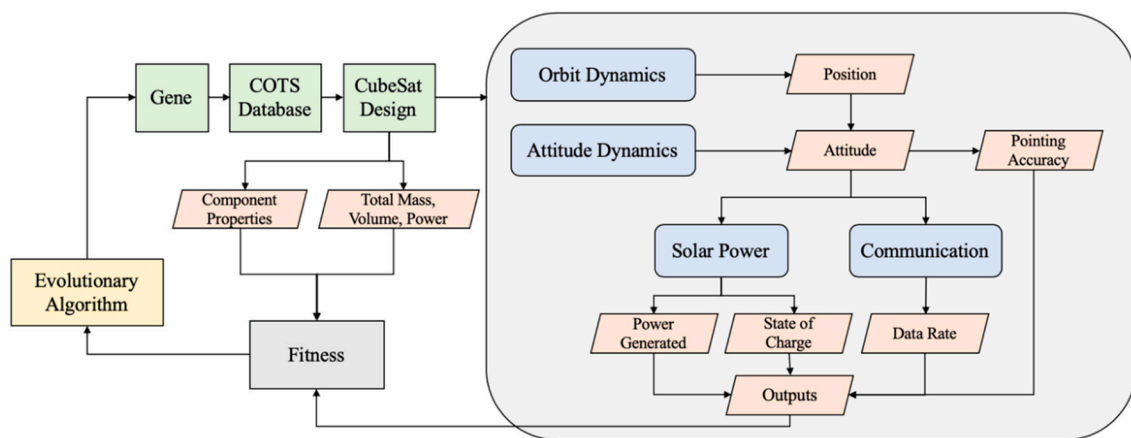 Orbit Dynamics
Position
Gene
COTS
Database
CubeSat
Design
Attitude Dynamics
Attitude
Pointing
Accuracy
Component
Properties
Total Mass,
Volume, Power
Solar Power
Communication
Evolutionary
Algorithm
Power
Generated
State of
Charge
Data Rate
Fitness
Outputs